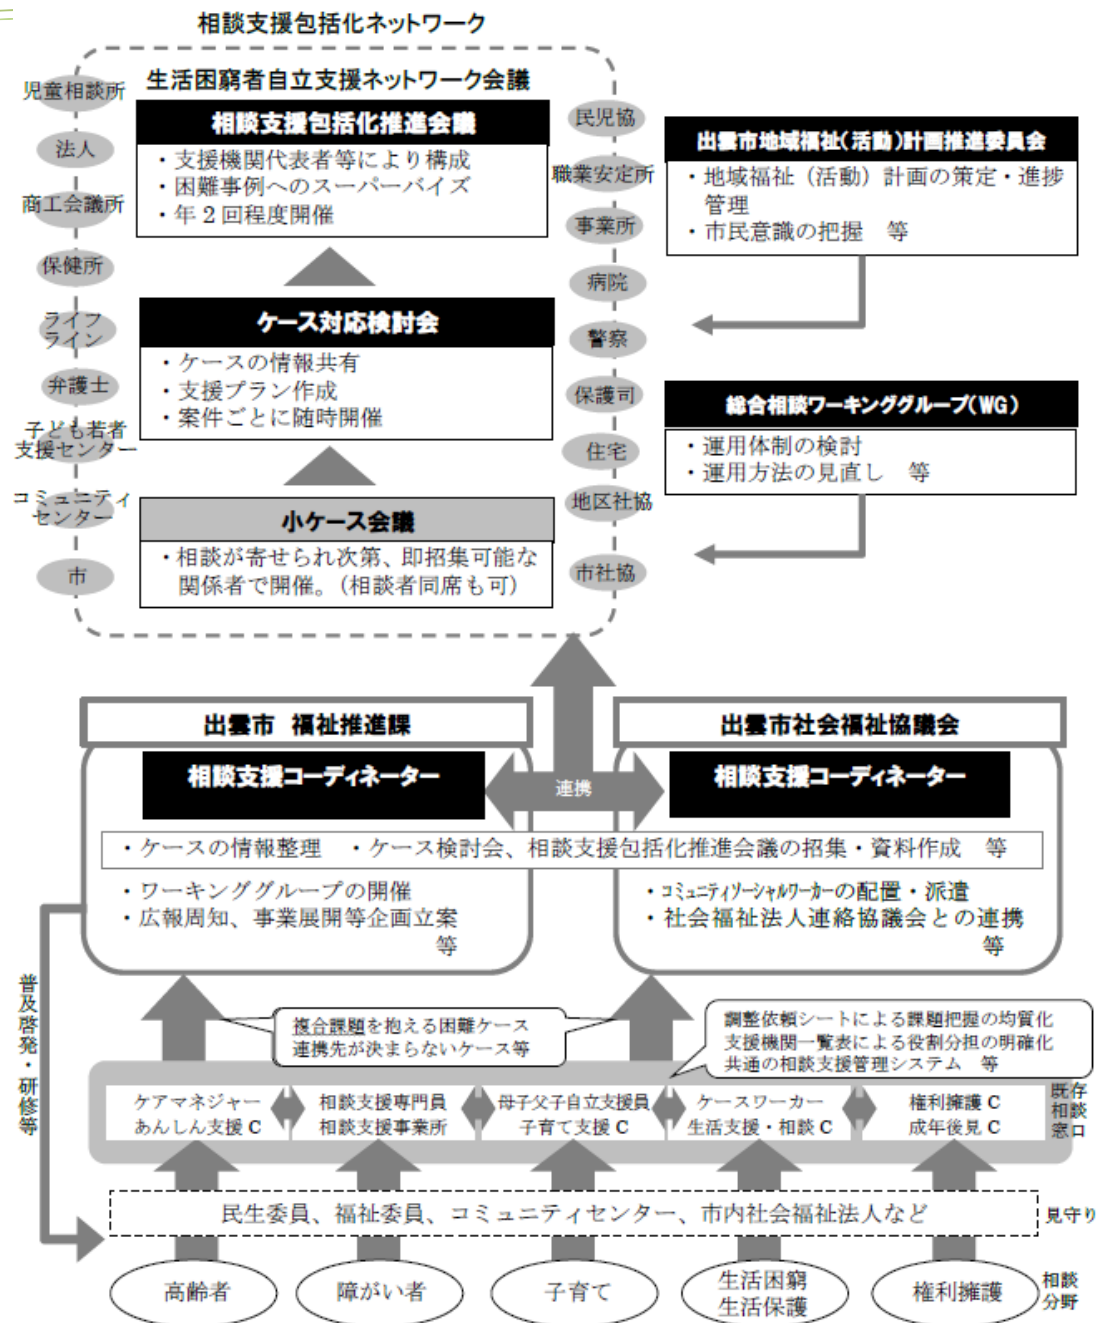 相談支援包括化ネットワーク
生活困窮者自立支援ネットワーク会議
児童相談所
法人
商工会議所
保健所
ライフ
ライン
弁護士
子ども若者
支援センター
コミュニティ
センター
市
相談支援包括化推進会議
・支援機関代表者等により構成
・困難事例へのスーパーバイズ
・年２回程度開催
ケース対応検討会
・ケースの情報共有
・支援プラン作成
・案件ごとに随時開催
小ケース会議
・相談が寄せられ次第、即招集可能な
関係者で開催。（相談者同席も可）
民児協
職業安定所
事業所
病院
警察
保護司
住宅
地区社協
市社協
出雲市地域福祉（活動）計画推進委員会
・地域福祉（活動）計画の策定・進捗
管理
・市民意識の把握　等
総合相談ワーキンググループ（WG）
・運用体制の検討
・運用方法の見直し　等
出雲市　福祉推進課
相談支援コーディネーター
連携
出雲市社会福祉協議会
相談支援コーディネーター
・ケースの情報整理　・ケース検討会、相談支援包括化推進会議の招集・資料作成　等
・ワーキンググループの開催
・広報周知、事業展開等企画立案
等
・コミュニティソーシャルワーカーの配置・派遣
・社会福祉法人連絡協議会との連携
等
普及啓発・研修等
複合課題を抱える困難ケース
連携先が決まらないケース等
調整依頼シートによる課題把握の均質化
支援機関一覧表による役割分担の明確化
共通の相談支援管理システム　等
ケアマネジャー
あんしん支援C
相談支援専門員
相談支援事業所
母子父子自立支援員
子育て支援C
ケースワーカー
生活支援・相談C
権利擁護C
成年後見C
既存
相談
窓口
民生委員、福祉委員、コミュニティセンター、市内社会福祉法人など
見守り
高齢者
障がい者
子育て
生活困窮
生活保護
権利擁護
相談
分野